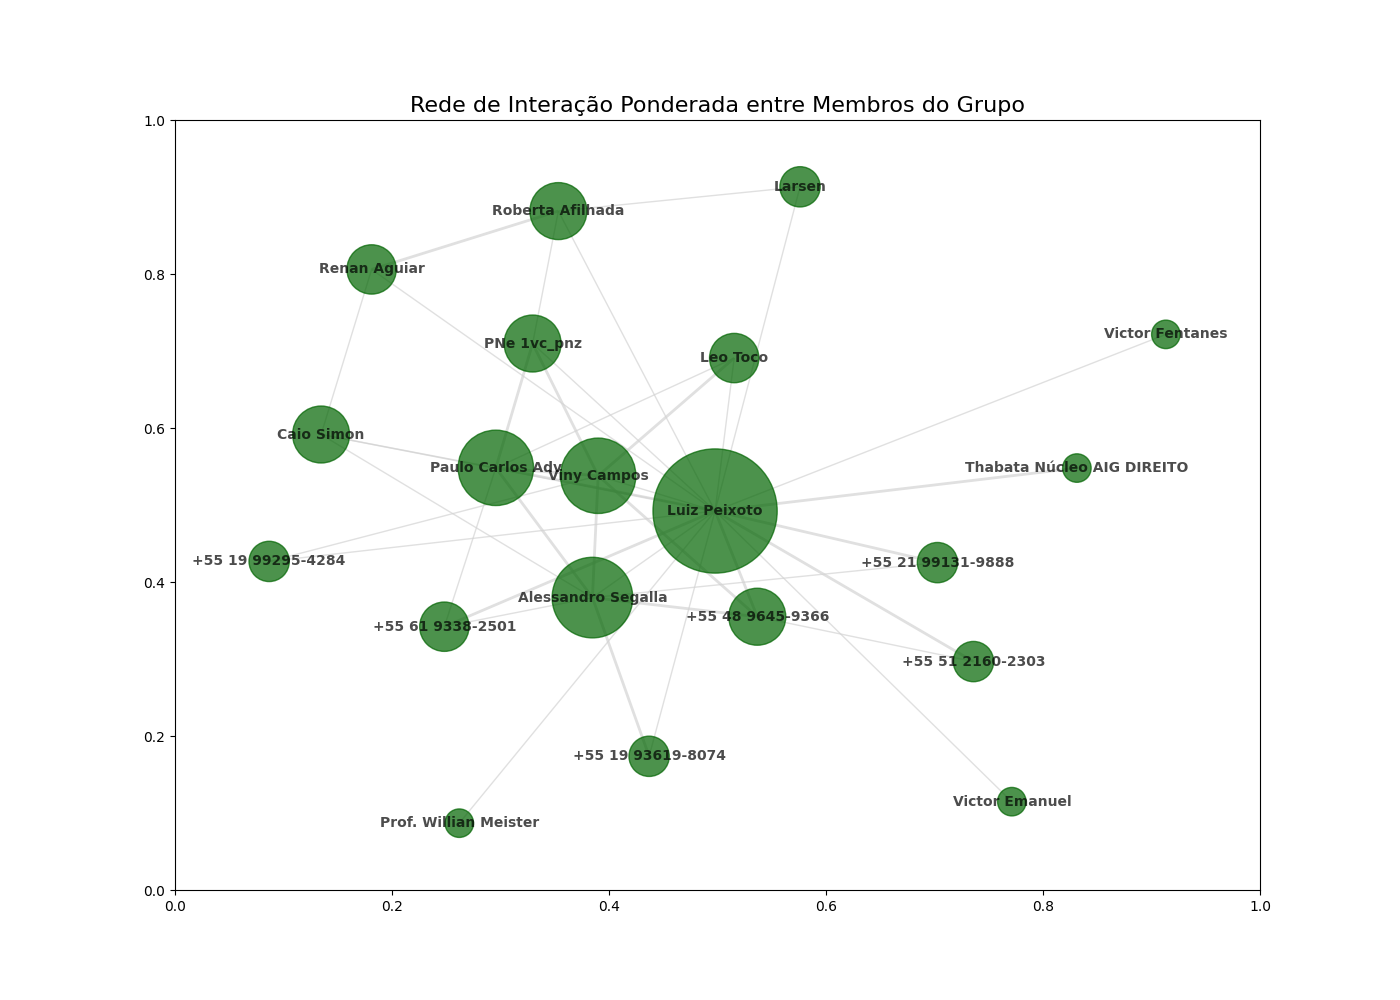 Rede de Interação Ponderada entre Membros do Grupo
1.0
Larsen
Roberta Afilhada
Renan Aguiar
0.8
PNe 1vc_pnz
Victor Fentanes
Leo Toco
0.6
Caio Simon
Paulo Carlos Adv
Viny Campos
Thabata Núcleo AIG DIREITO
Luiz Peixoto
+55 19 99295-4284
+55 21 99131-9888
0.4
Alessandro Segalla
+55 48 9645-9366
+55 61 9338-2501
+55 51 2160-2303
0.2
+55 19 93619-8074
Victor Emanuel
Prof. Willian Meister
0.0
0.0 0.2 0.4 0.6 0.8 1.0